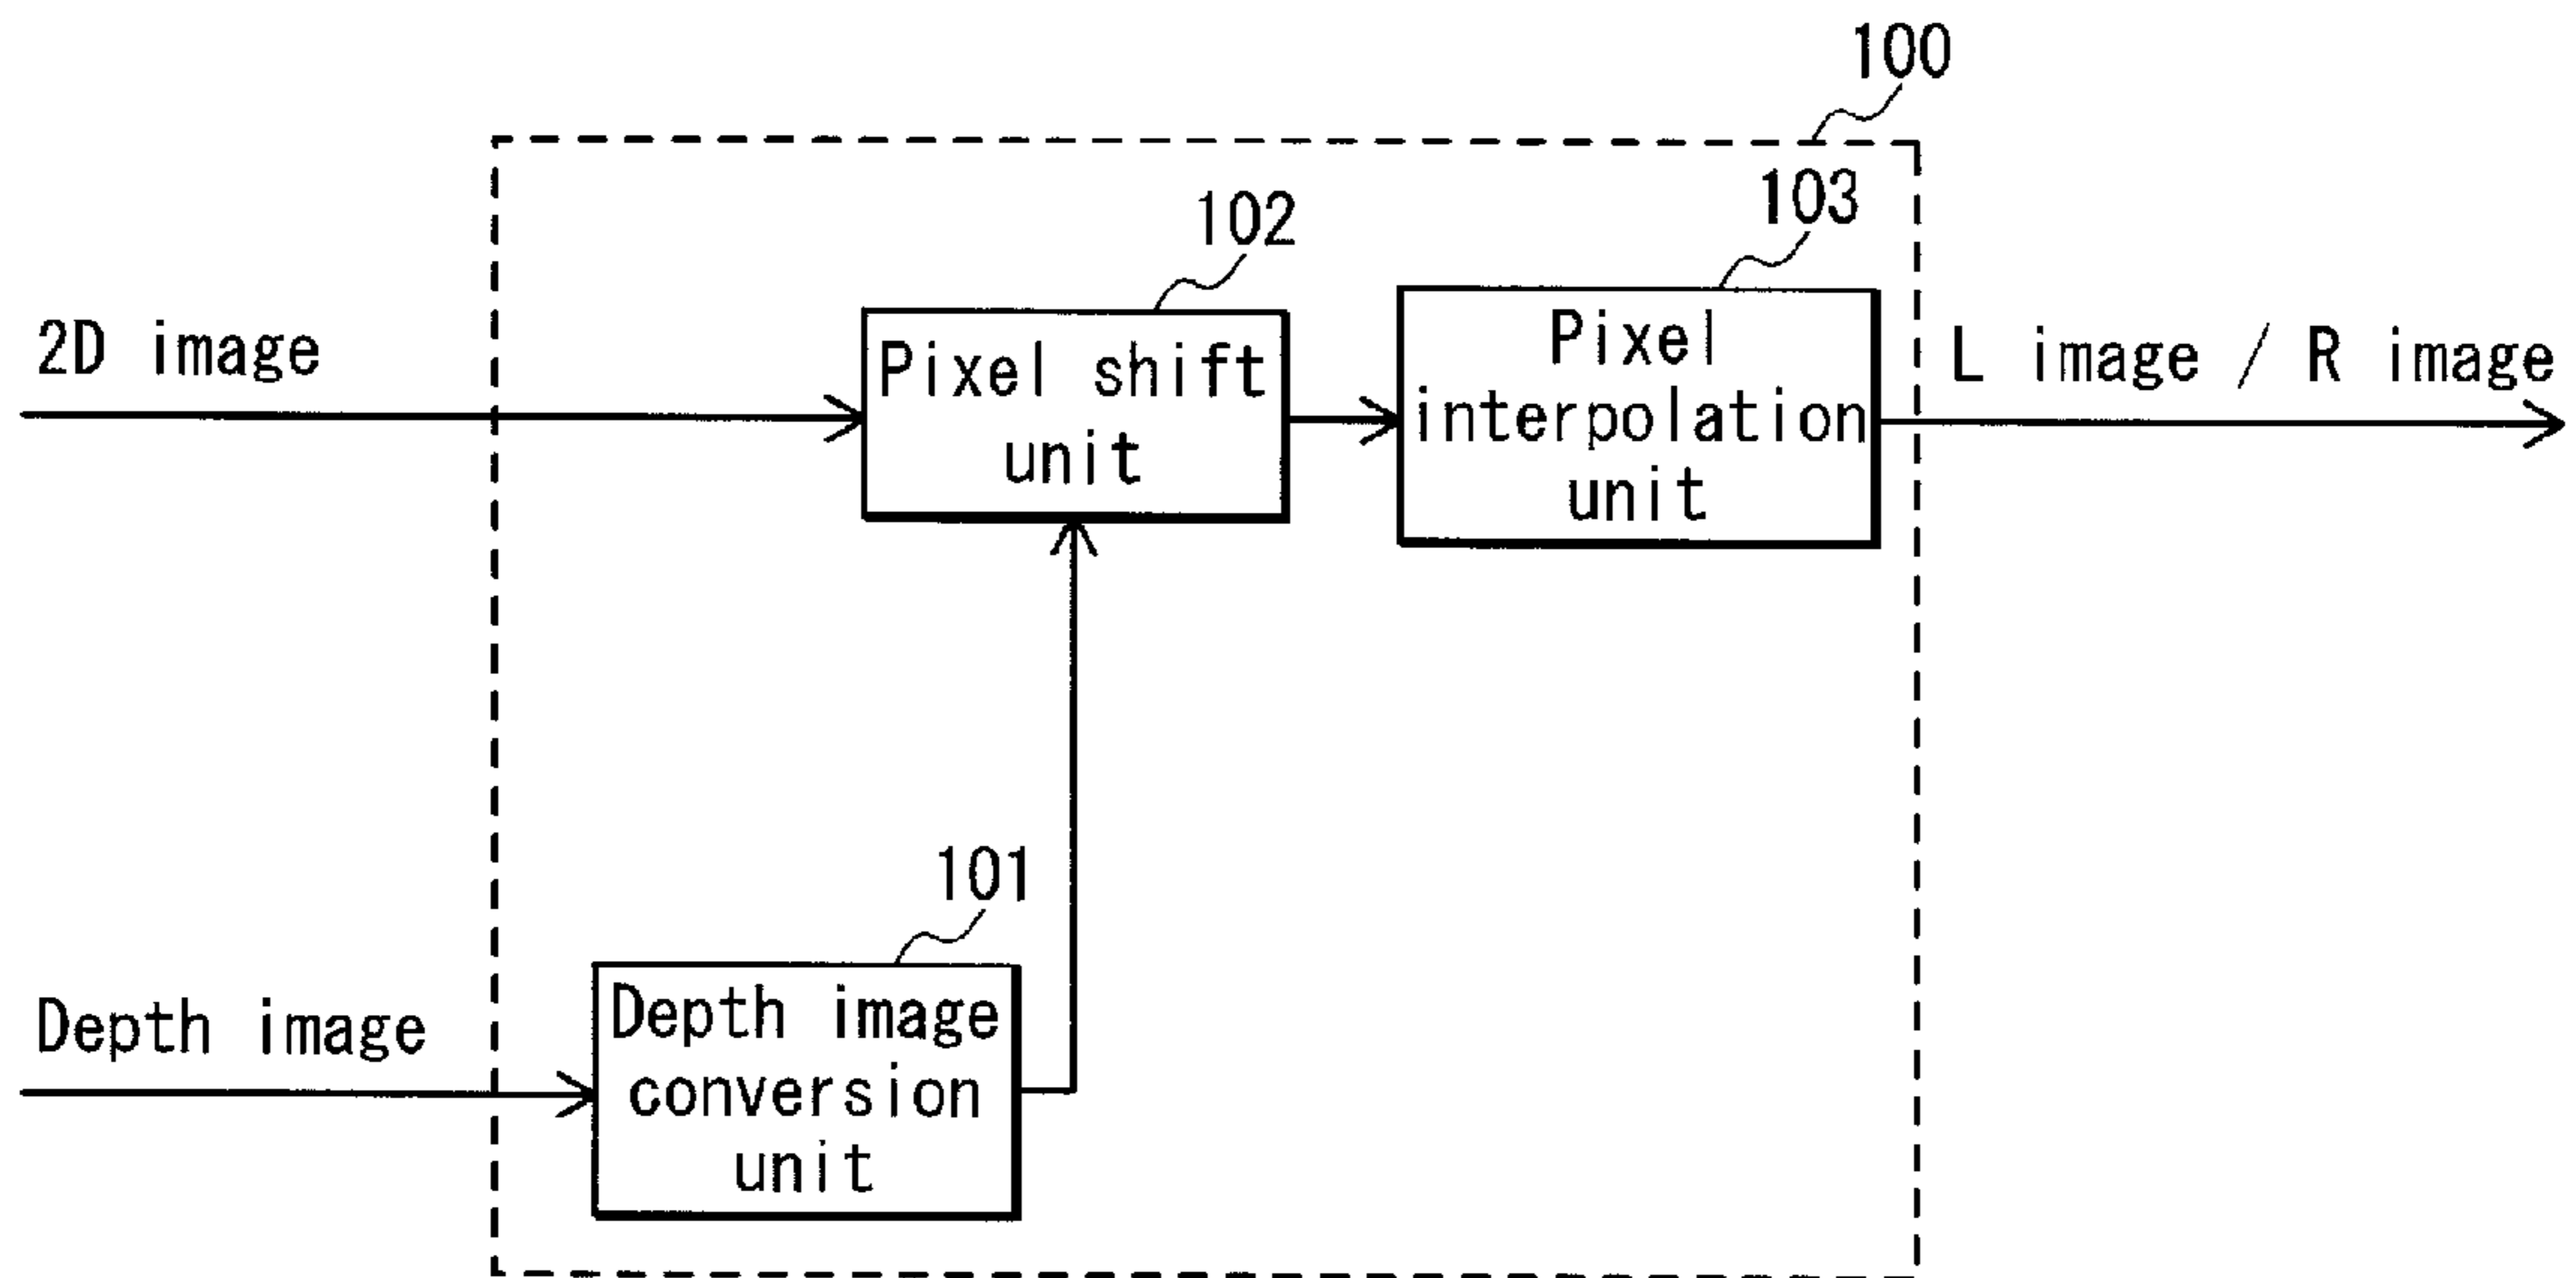 100
103
102
2D image
Pixel shift
unit
Pixel
interpolation
unit
L image / R image
101
Depth image
Depth image
conversion
unit